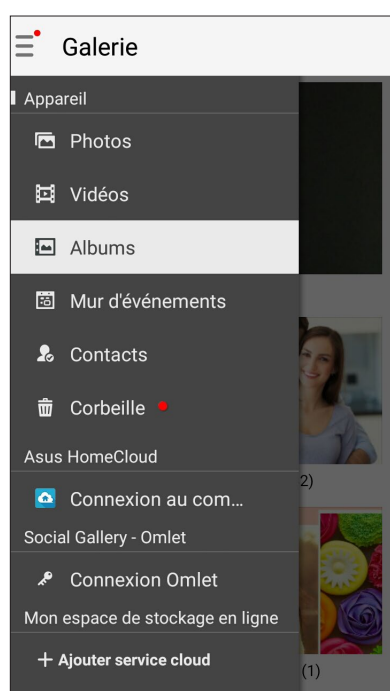 Galerie
Appareil
Photos
Vidéos
Albums
Mur d'événements
Contacts
Corbeille
Asus HomeCloud
Connexion au com...
2)
Social Gallery - Omlet
Connexion Omlet
Mon espace de stockage en ligne
+ Ajouter service cloud
(1)